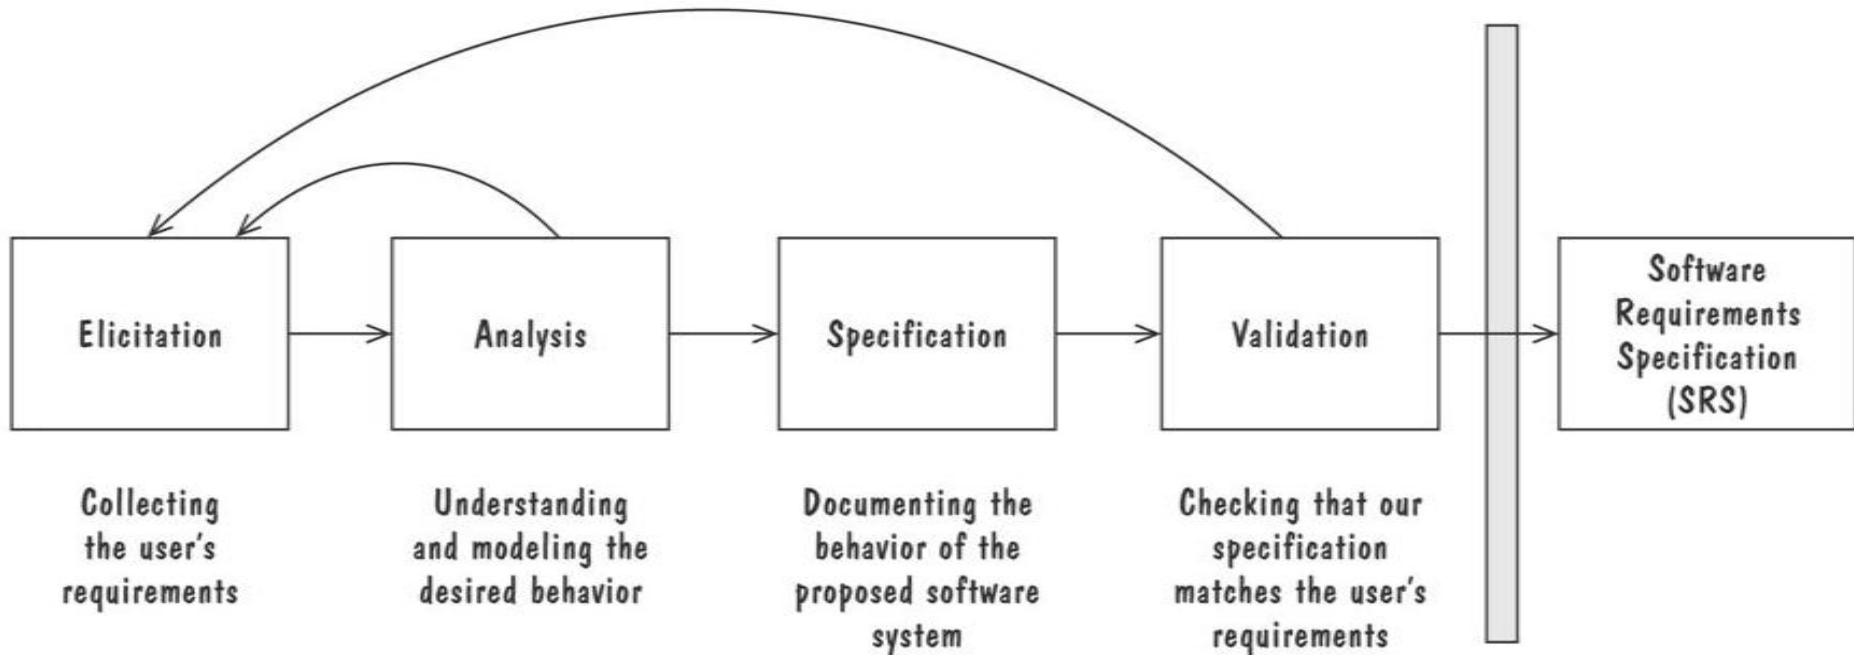 Elicitation
Analysis
Specification
Validation
Software
Requirements
Specification
(SRS)
Collecting
the user's
requirements
Understanding
and modeling the
desired behavior
Documenting the
behavior of the
proposed software
system
Checking that our
specification
matches the user's
requirements